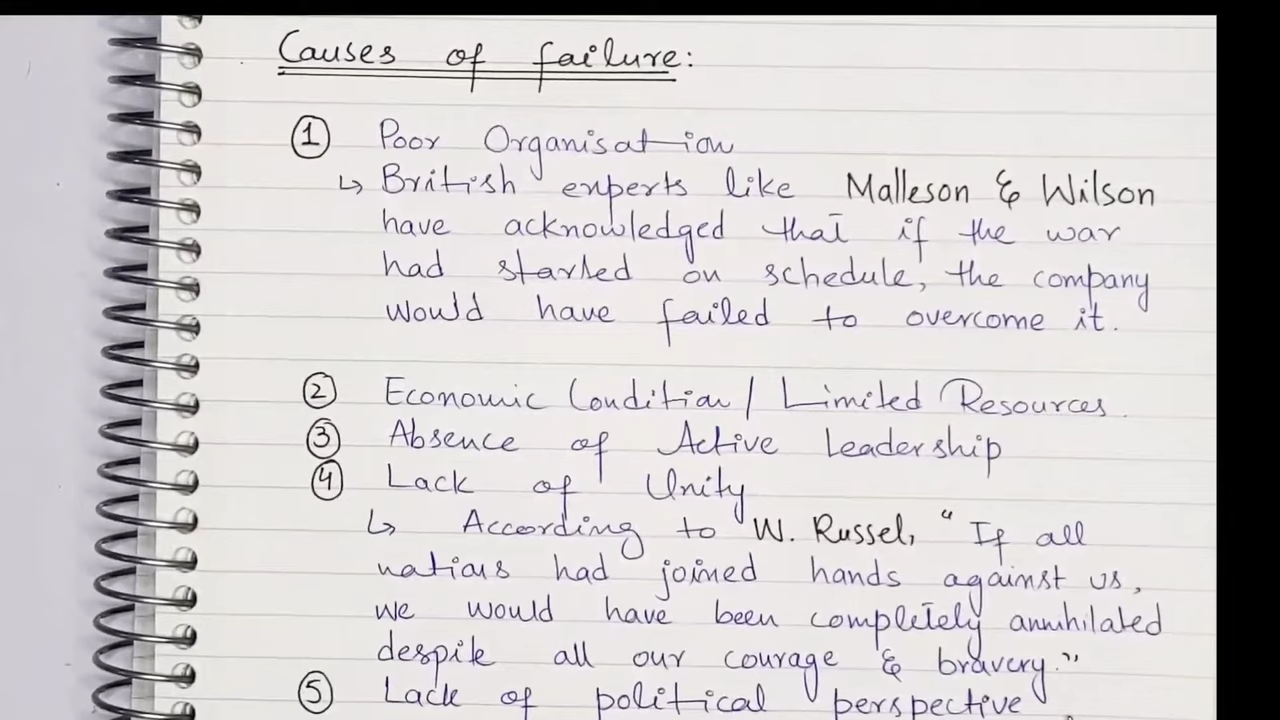 Causes of failure:
1 Poor Organisation
↳ British experts like Malleson & Wilson
have acknowledged that if the war
had started on schedule, the company
would have failed to overcome it.
2 Economic Condition / Limited Resources.
3 Absence of Active Leadership
4 Lack of Unity
↳ According to W. Russel, "If all
nations had joined hands against us,
we would have been completely annihilated
despite all our courage & bravery."
5 Lack of political perspective